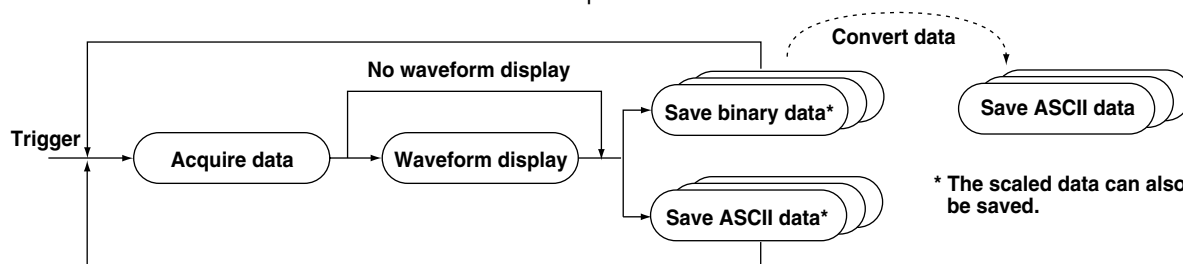 Convert data
No waveform display
Save binary data*
Save ASCII data
Trigger
Acquire data
Waveform display
* The scaled data can also
be saved.
Save ASCII data*